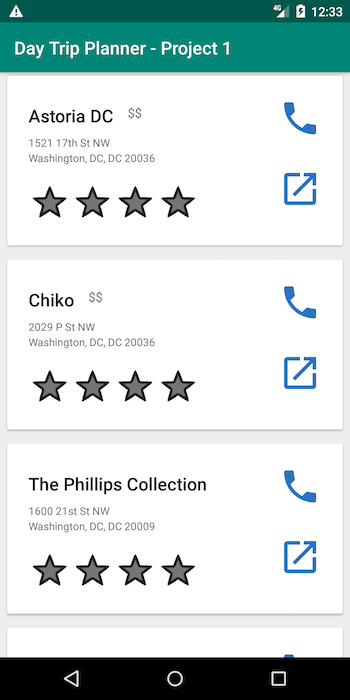 4G 12:33
Day Trip Planner - Project 1
Astoria DC $$
1521 17th St NW
Washington, DC, DC 20036
Chiko $$
2029 P St NW
Washington, DC, DC 20036
The Phillips Collection
1600 21st St NW
Washington, DC, DC 20009